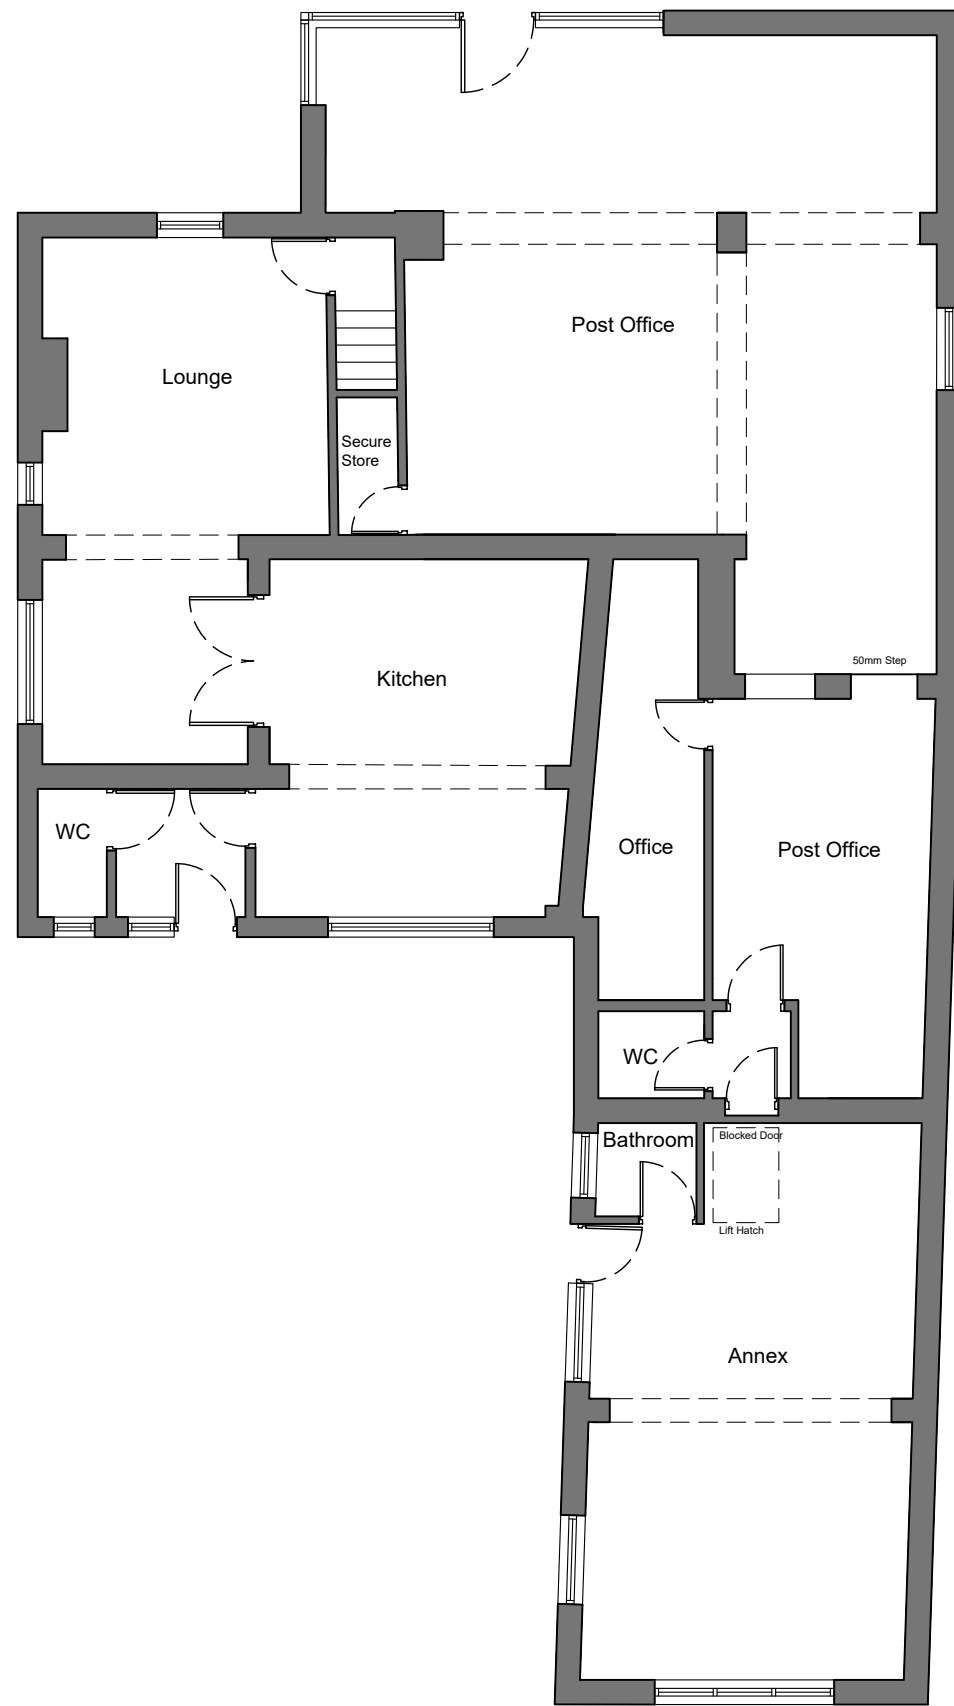 Post Office
Lounge
Secure
Store
50mm Step
Kitchen
WC
Office
Post Office
WC
Blocked Door
Bathroom
Lift Hatch
Annex